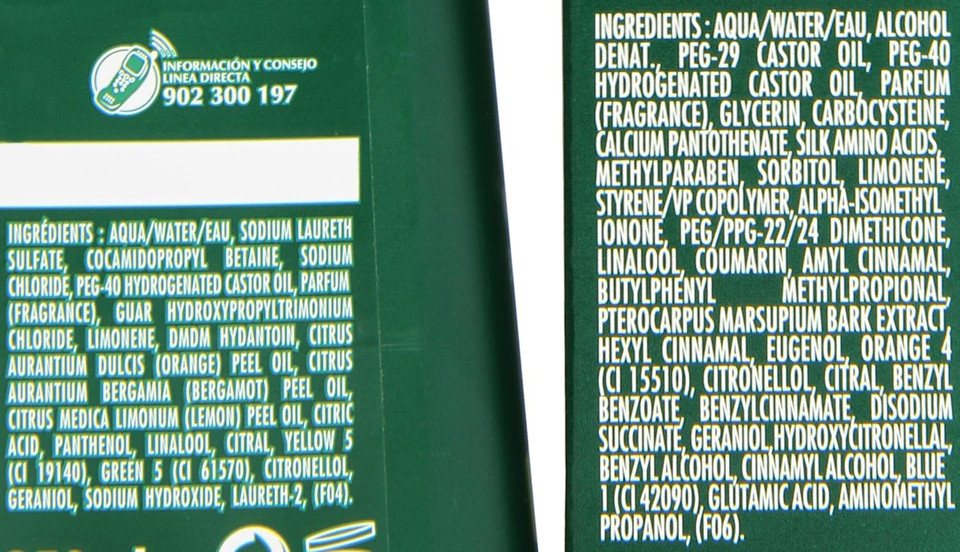 INFORMACIÓN Y CONSEJO
LINEA DIRECTA
902 300 197
INGRÉDIENTS : AQUA/WATER/EAU, SODIUM LAURETH
SULFATE, COCAMIDOPROPYL BETAINE, SODIUM
CHLORIDE, PEG-40 HYDROGENATED CASTOR OIL, PARFUM
(FRAGRANCE), GUAR HYDROXYPROPYLTRIMONIUM
CHLORIDE, LIMONENE, DMDM HYDANTOIN, CITRUS
AURANTIUM DULCIS (ORANGE) PEEL OIL, CITRUS
AURANTIUM BERGAMIA (BERGAMOT) PEEL OIL,
CITRUS MEDICA LIMONUM (LEMON) PEEL OIL, CITRIC
ACID, PANTHENOL, LINALOOL, CITRAL, YELLOW 5
(CI 19140), GREEN 5 (CI 61570), CITRONELLOL,
GERANIOL, SODIUM HYDROXIDE, LAURETH-2, (F04).
INGREDIENTS : AQUA/WATER/EAU, ALCOHOL
DENAT., PEG-29 CASTOR OIL, PEG-40
HYDROGENATED CASTOR OIL, PARFUM
(FRAGRANCE), GLYCERIN, CARBOCYSTEINE,
CALCIUM PANTOTHENATE, SILK AMINO ACIDS,
METHYLPARABEN, SORBITOL, LIMONENE,
STYRENE/VP COPOLYMER, ALPHA-ISOMETHYL
IONONE, PEG/PPG-22/24 DIMETHICONE,
LINALOOL, COUMARIN, AMYL CINNAMAL,
BUTYLPHENYL METHYLPROPIONAL,
PTEROCARPUS MARSUPIUM BARK EXTRACT,
HEXYL CINNAMAL, EUGENOL, ORANGE 4
(CI 15510), CITRONELLOL, CITRAL, BENZYL
BENZOATE, BENZYLCINNAMATE, DISODIUM
SUCCINATE, GERANIOL, HYDROXYCITRONELLAL,
BENZYL ALCOHOL, CINNAMYL ALCOHOL, BLUE
1 (CI 42090), GLUTAMIC ACID, AMINOMETHYL
PROPANOL, (F06).